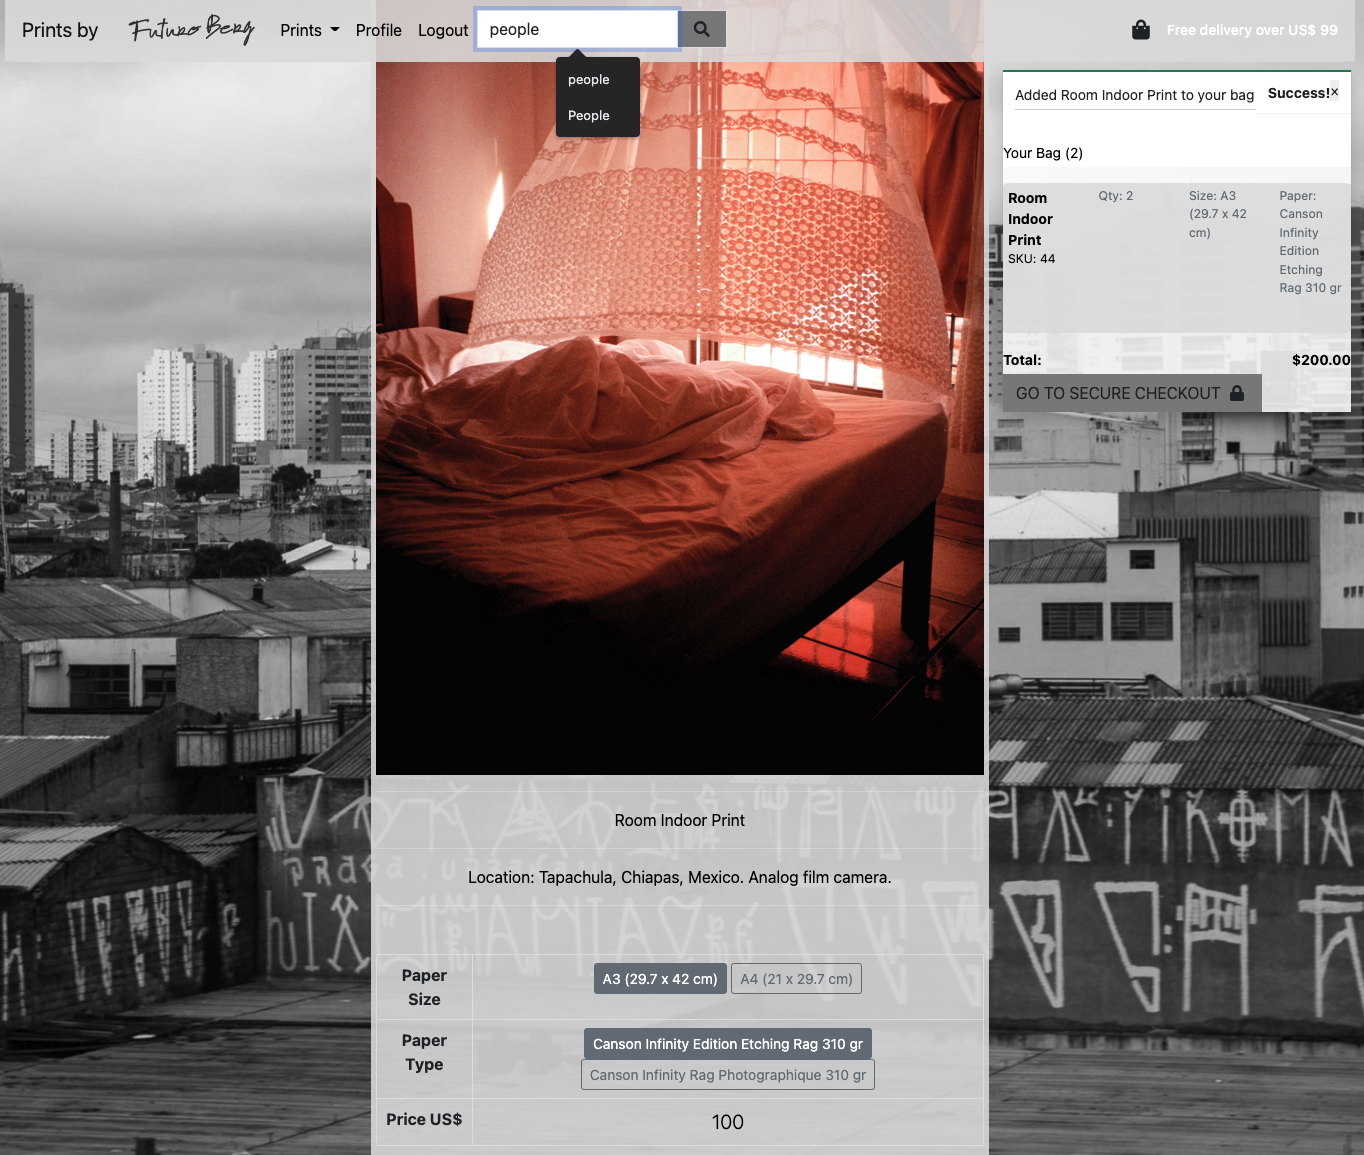 Prints by Futuro Berg Prints Profile Logout people Free delivery over US$ 99
people
People
Added Room Indoor Print to your bag Success!×
Your Bag (2)
Room Indoor Print
SKU: 44
Qty: 2
Size: A3 (29.7 x 42 cm)
Paper: Canson Infinity Edition Etching Rag 310 gr
Total: $200.00
GO TO SECURE CHECKOUT
Room Indoor Print
Location: Tapachula, Chiapas, Mexico. Analog film camera.
Paper Size A3 (29.7 x 42 cm) A4 (21 x 29.7 cm)
Paper Type Canson Infinity Edition Etching Rag 310 gr
Canson Infinity Rag Photographique 310 gr
Price US$ 100